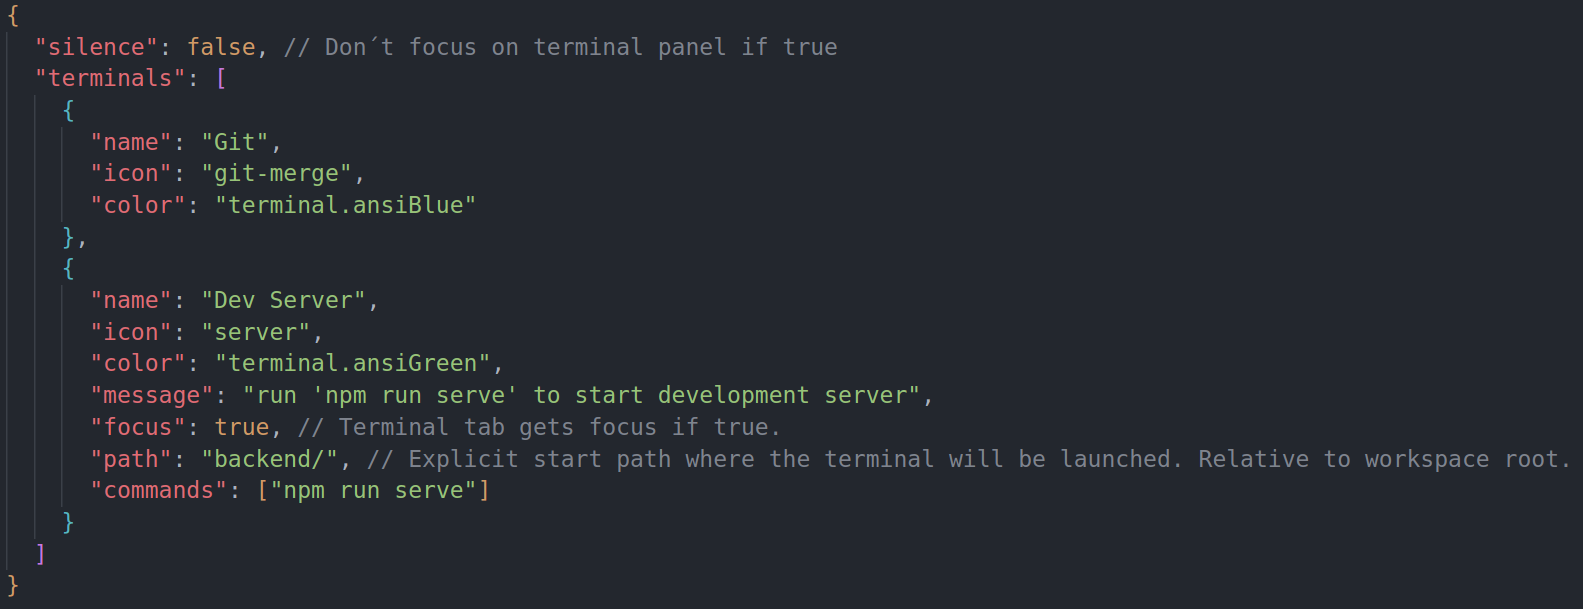 {
  "silence": false, // Don´t focus on terminal panel if true
  "terminals": [
    {
      "name": "Git",
      "icon": "git-merge",
      "color": "terminal.ansiBlue"
    },
    {
      "name": "Dev Server",
      "icon": "server",
      "color": "terminal.ansiGreen",
      "message": "run 'npm run serve' to start development server",
      "focus": true, // Terminal tab gets focus if true.
      "path": "backend/", // Explicit start path where the terminal will be launched. Relative to workspace root.
      "commands": ["npm run serve"]
    }
  ]
}